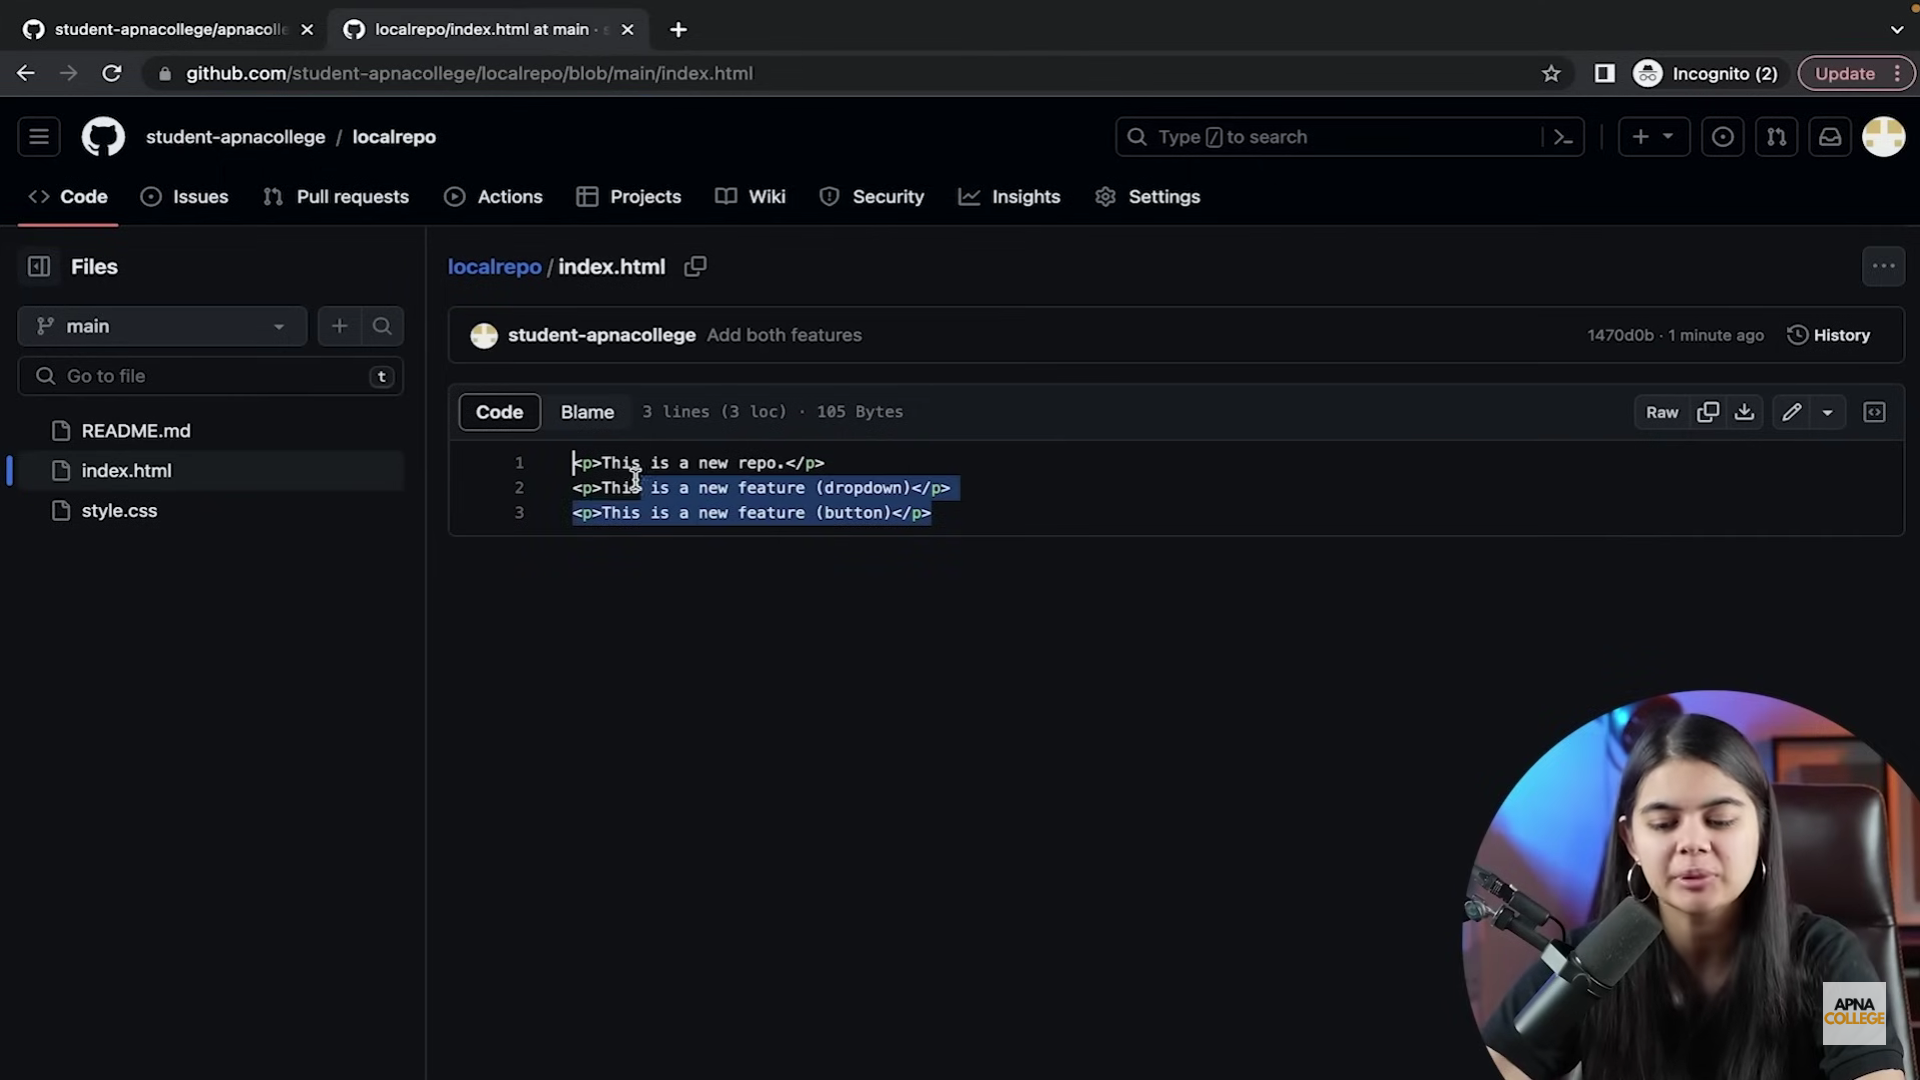 student-apnacollege/apnacolle
localrepo/index.html at main · s
github.com/student-apnacollege/localrepo/blob/main/index.html
Incognito (2)
Update
student-apnacollege / localrepo
Type / to search
Code
Issues
Pull requests
Actions
Projects
Wiki
Security
Insights
Settings
Files
main
Go to file
t
README.md
index.html
style.css
localrepo / index.html
student-apnacollege Add both features
1470d0b · 1 minute ago
History
Code
Blame
3 lines (3 loc) · 105 Bytes
Raw
1 <p>This is a new repo.</p>
2 <p>This is a new feature (dropdown)</p>
3 <p>This is a new feature (button)</p>
APNA
COLLEGE